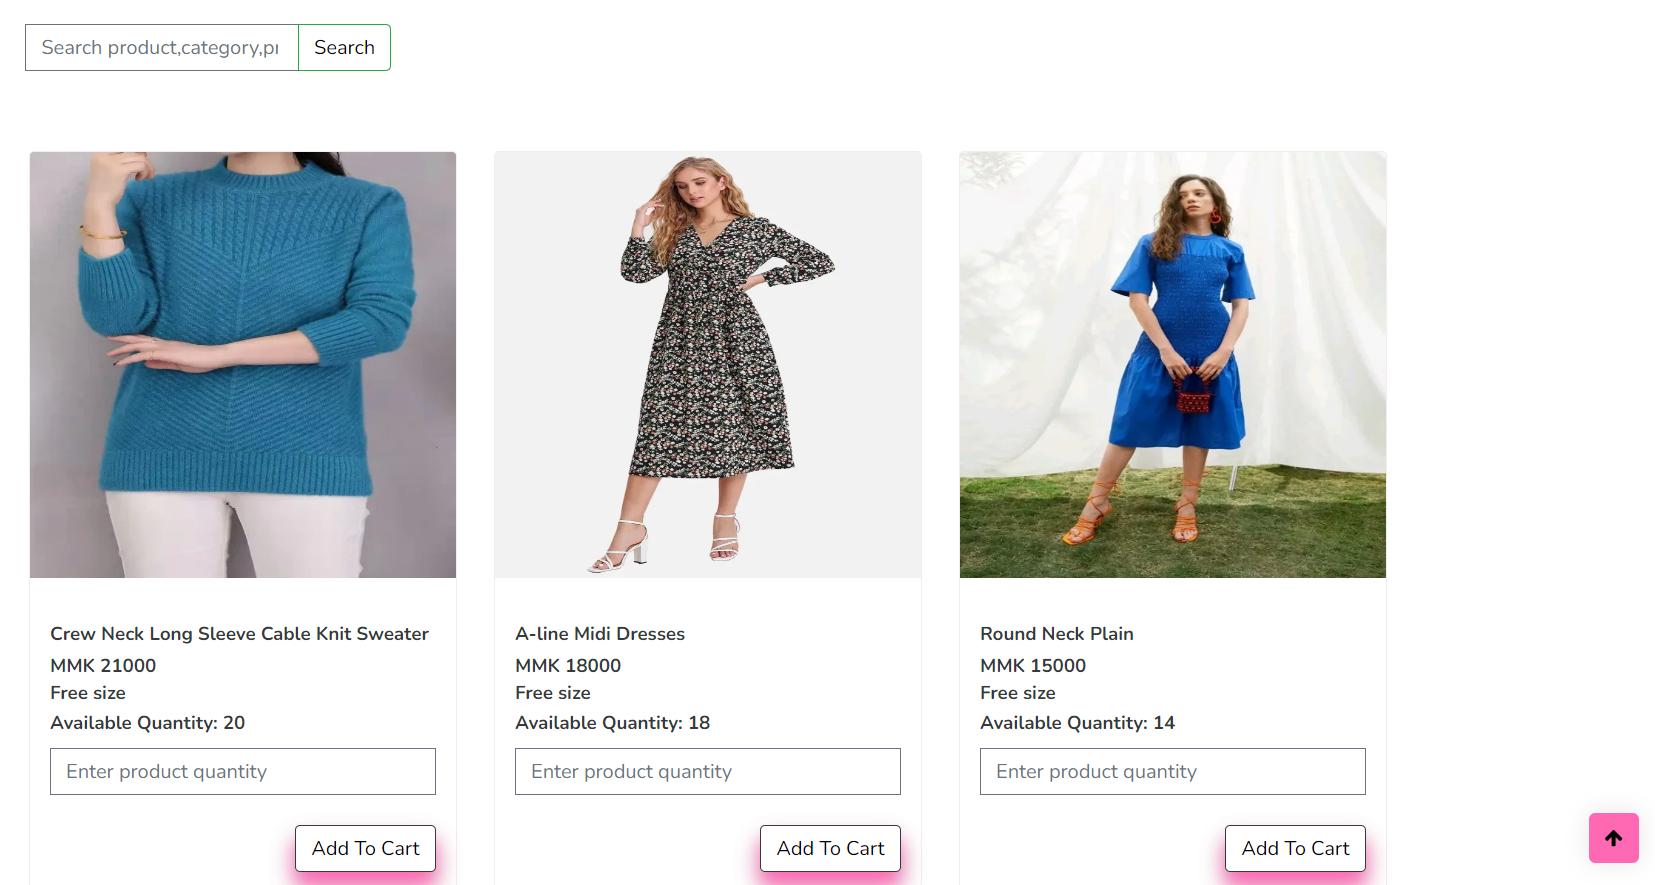 Search product,category,pr
Search
Crew Neck Long Sleeve Cable Knit Sweater
MMK 21000
Free size
Available Quantity: 20
Enter product quantity
Add To Cart
A-line Midi Dresses
MMK 18000
Free size
Available Quantity: 18
Enter product quantity
Add To Cart
Round Neck Plain
MMK 15000
Free size
Available Quantity: 14
Enter product quantity
Add To Cart